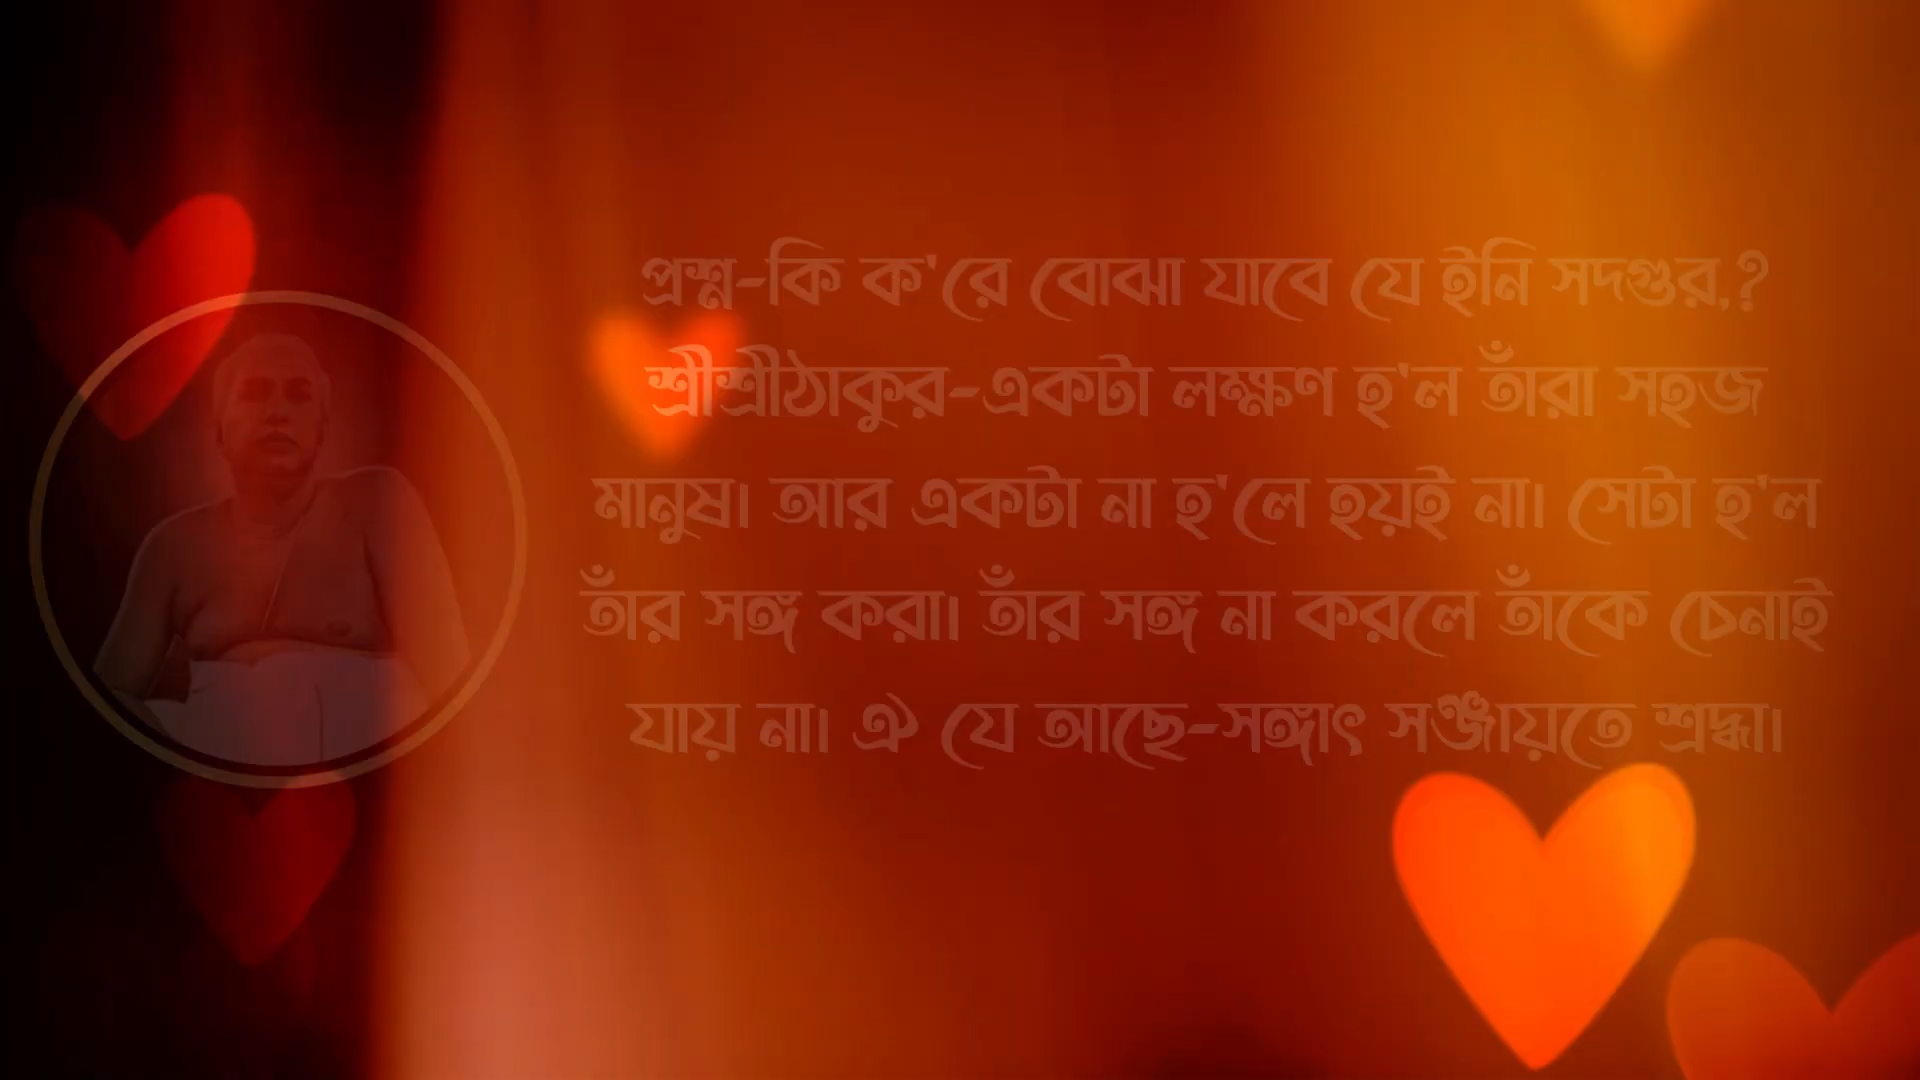 প্রশ্ন-কি ক'রে বোঝা যাবে যে ইনি সদগুর,?
শ্রীশ্রীঠাকুর-একটা লক্ষণ হ'ল তাঁরা সহজ
মানুষ। আর একটা না হ'লে হয়ই না। সেটা হ'ল
তাঁর সঙ্গ করা। তাঁর সঙ্গ না করলে তাঁকে চেনাই
যায় না। ঐ যে আছে-সঙ্গাৎ সঞ্জায়তে শ্রদ্ধা।